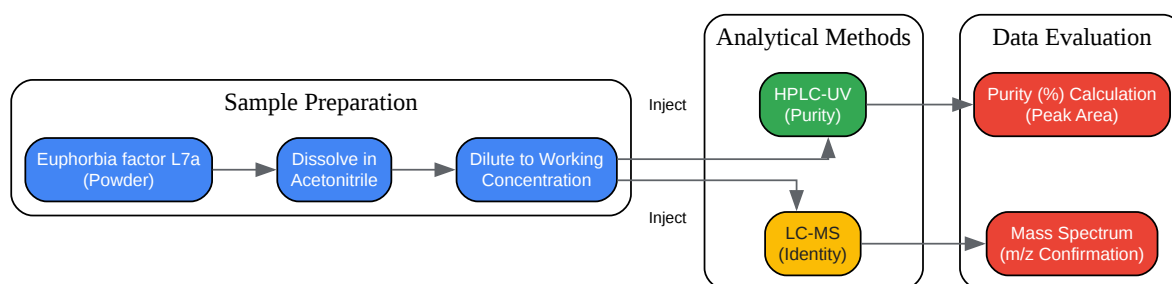 Sample Preparation
Euphorbia factor L7a
(Powder)
Dissolve in
Acetonitrile
Dilute to Working
Concentration
Inject
Inject
Analytical Methods
HPLC-UV
(Purity)
LC-MS
(Identity)
Data Evaluation
Purity (%) Calculation
(Peak Area)
Mass Spectrum
(m/z Confirmation)